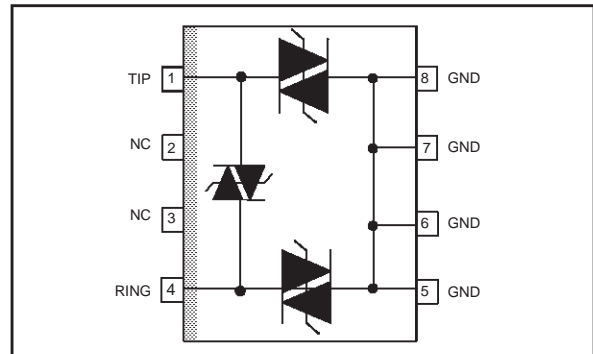 TIP 1 8 GND
NC 2 7 GND
NC 3 6 GND
RING 4 5 GND